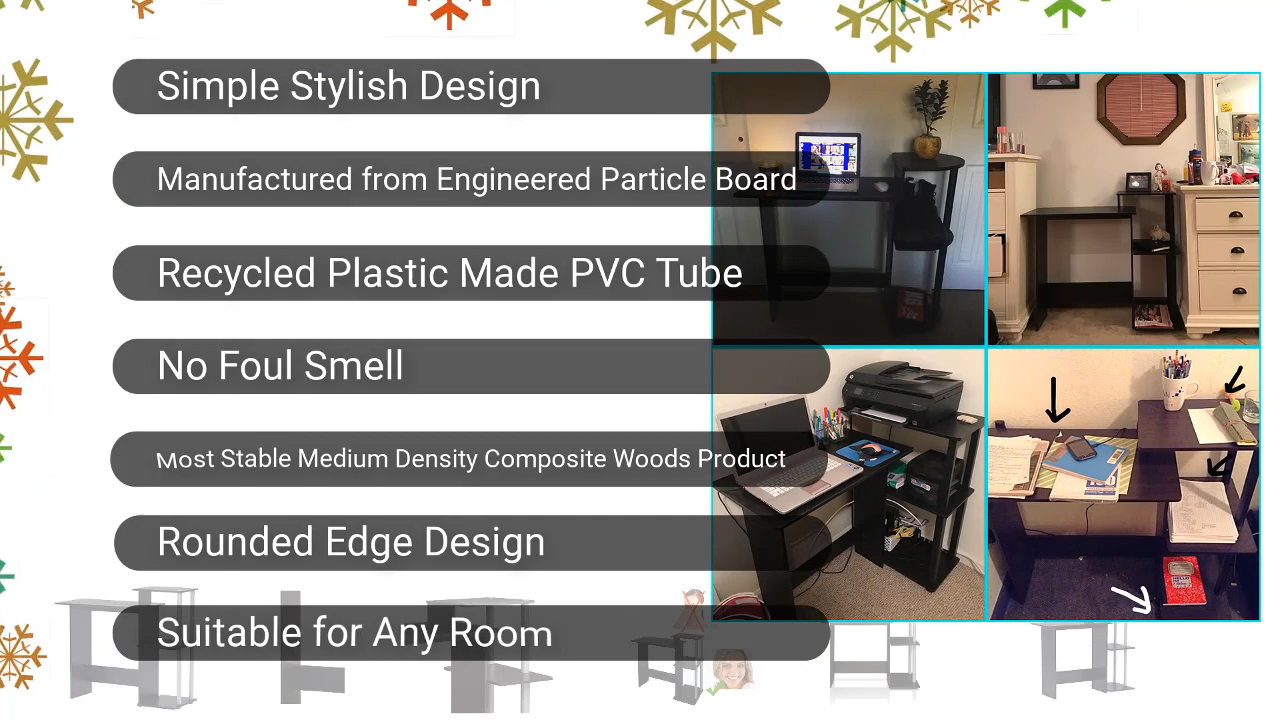 Simple Stylish Design
Manufactured from Engineered Particle Board
Recycled Plastic Made PVC Tube
No Foul Smell
Most Stable Medium Density Composite Woods Product
Rounded Edge Design
Suitable for Any Room